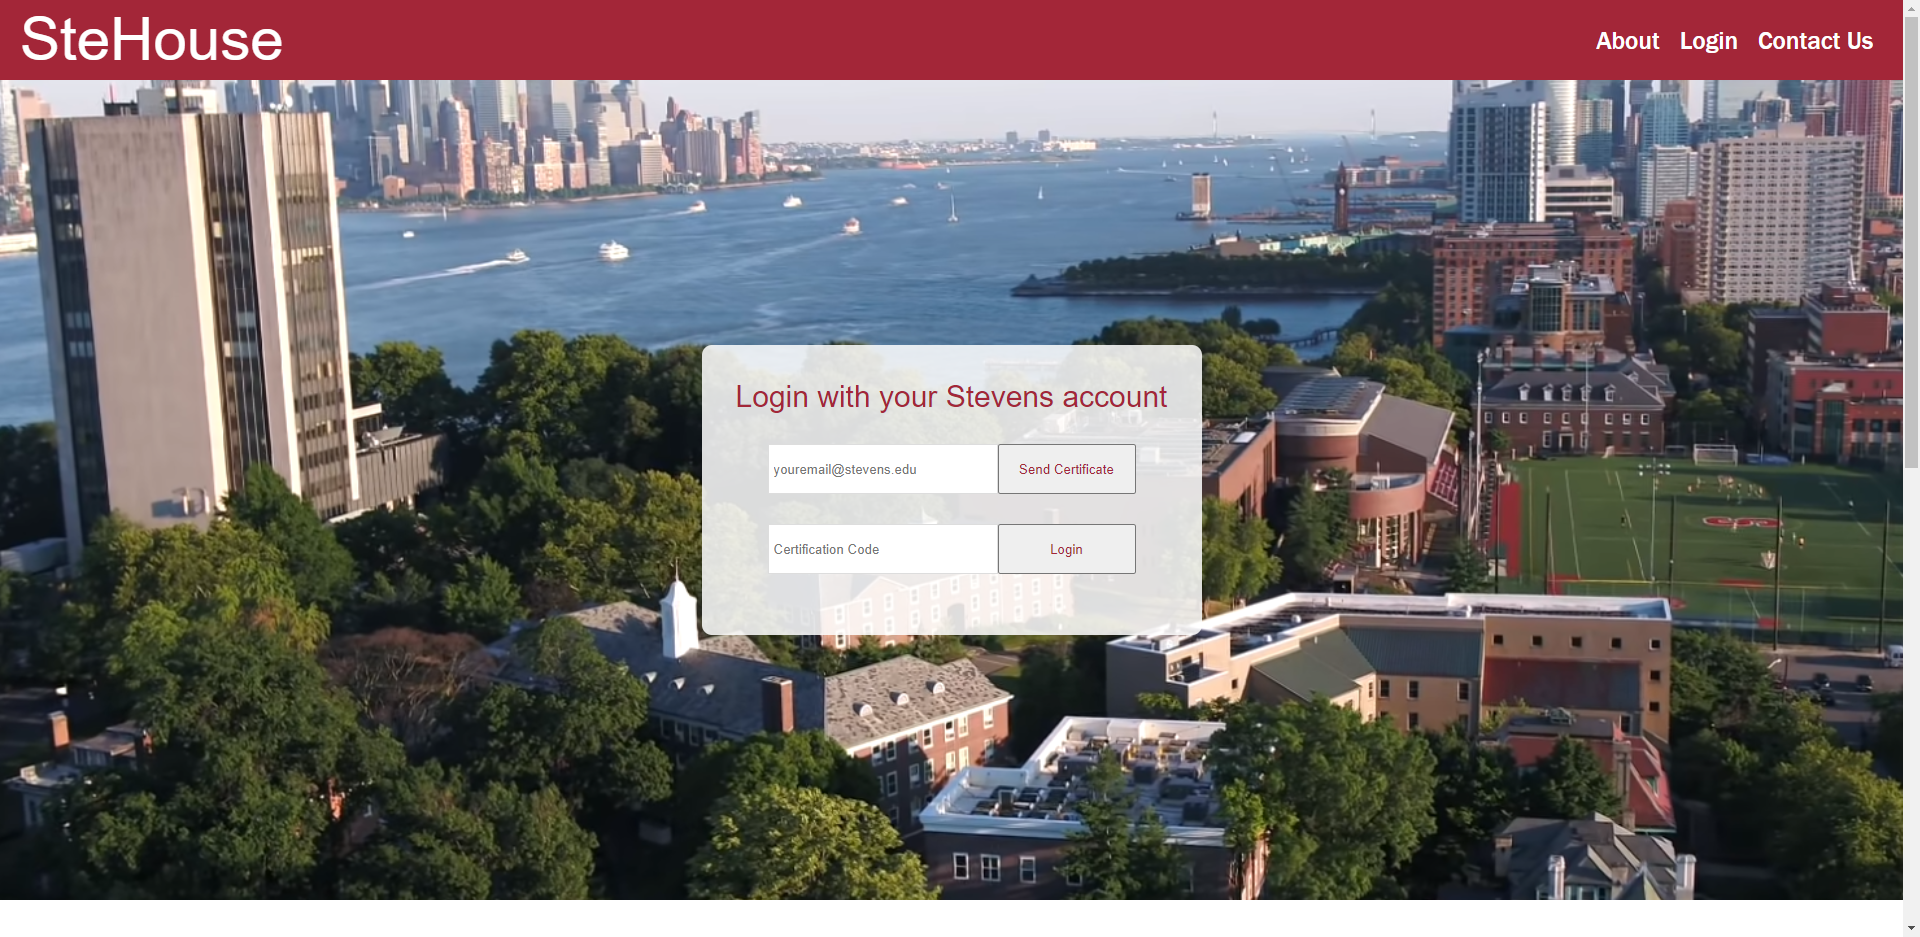 SteHouse
About Login Contact Us
Login with your Stevens account
youremail@stevens.edu Send Certificate
Certification Code Login